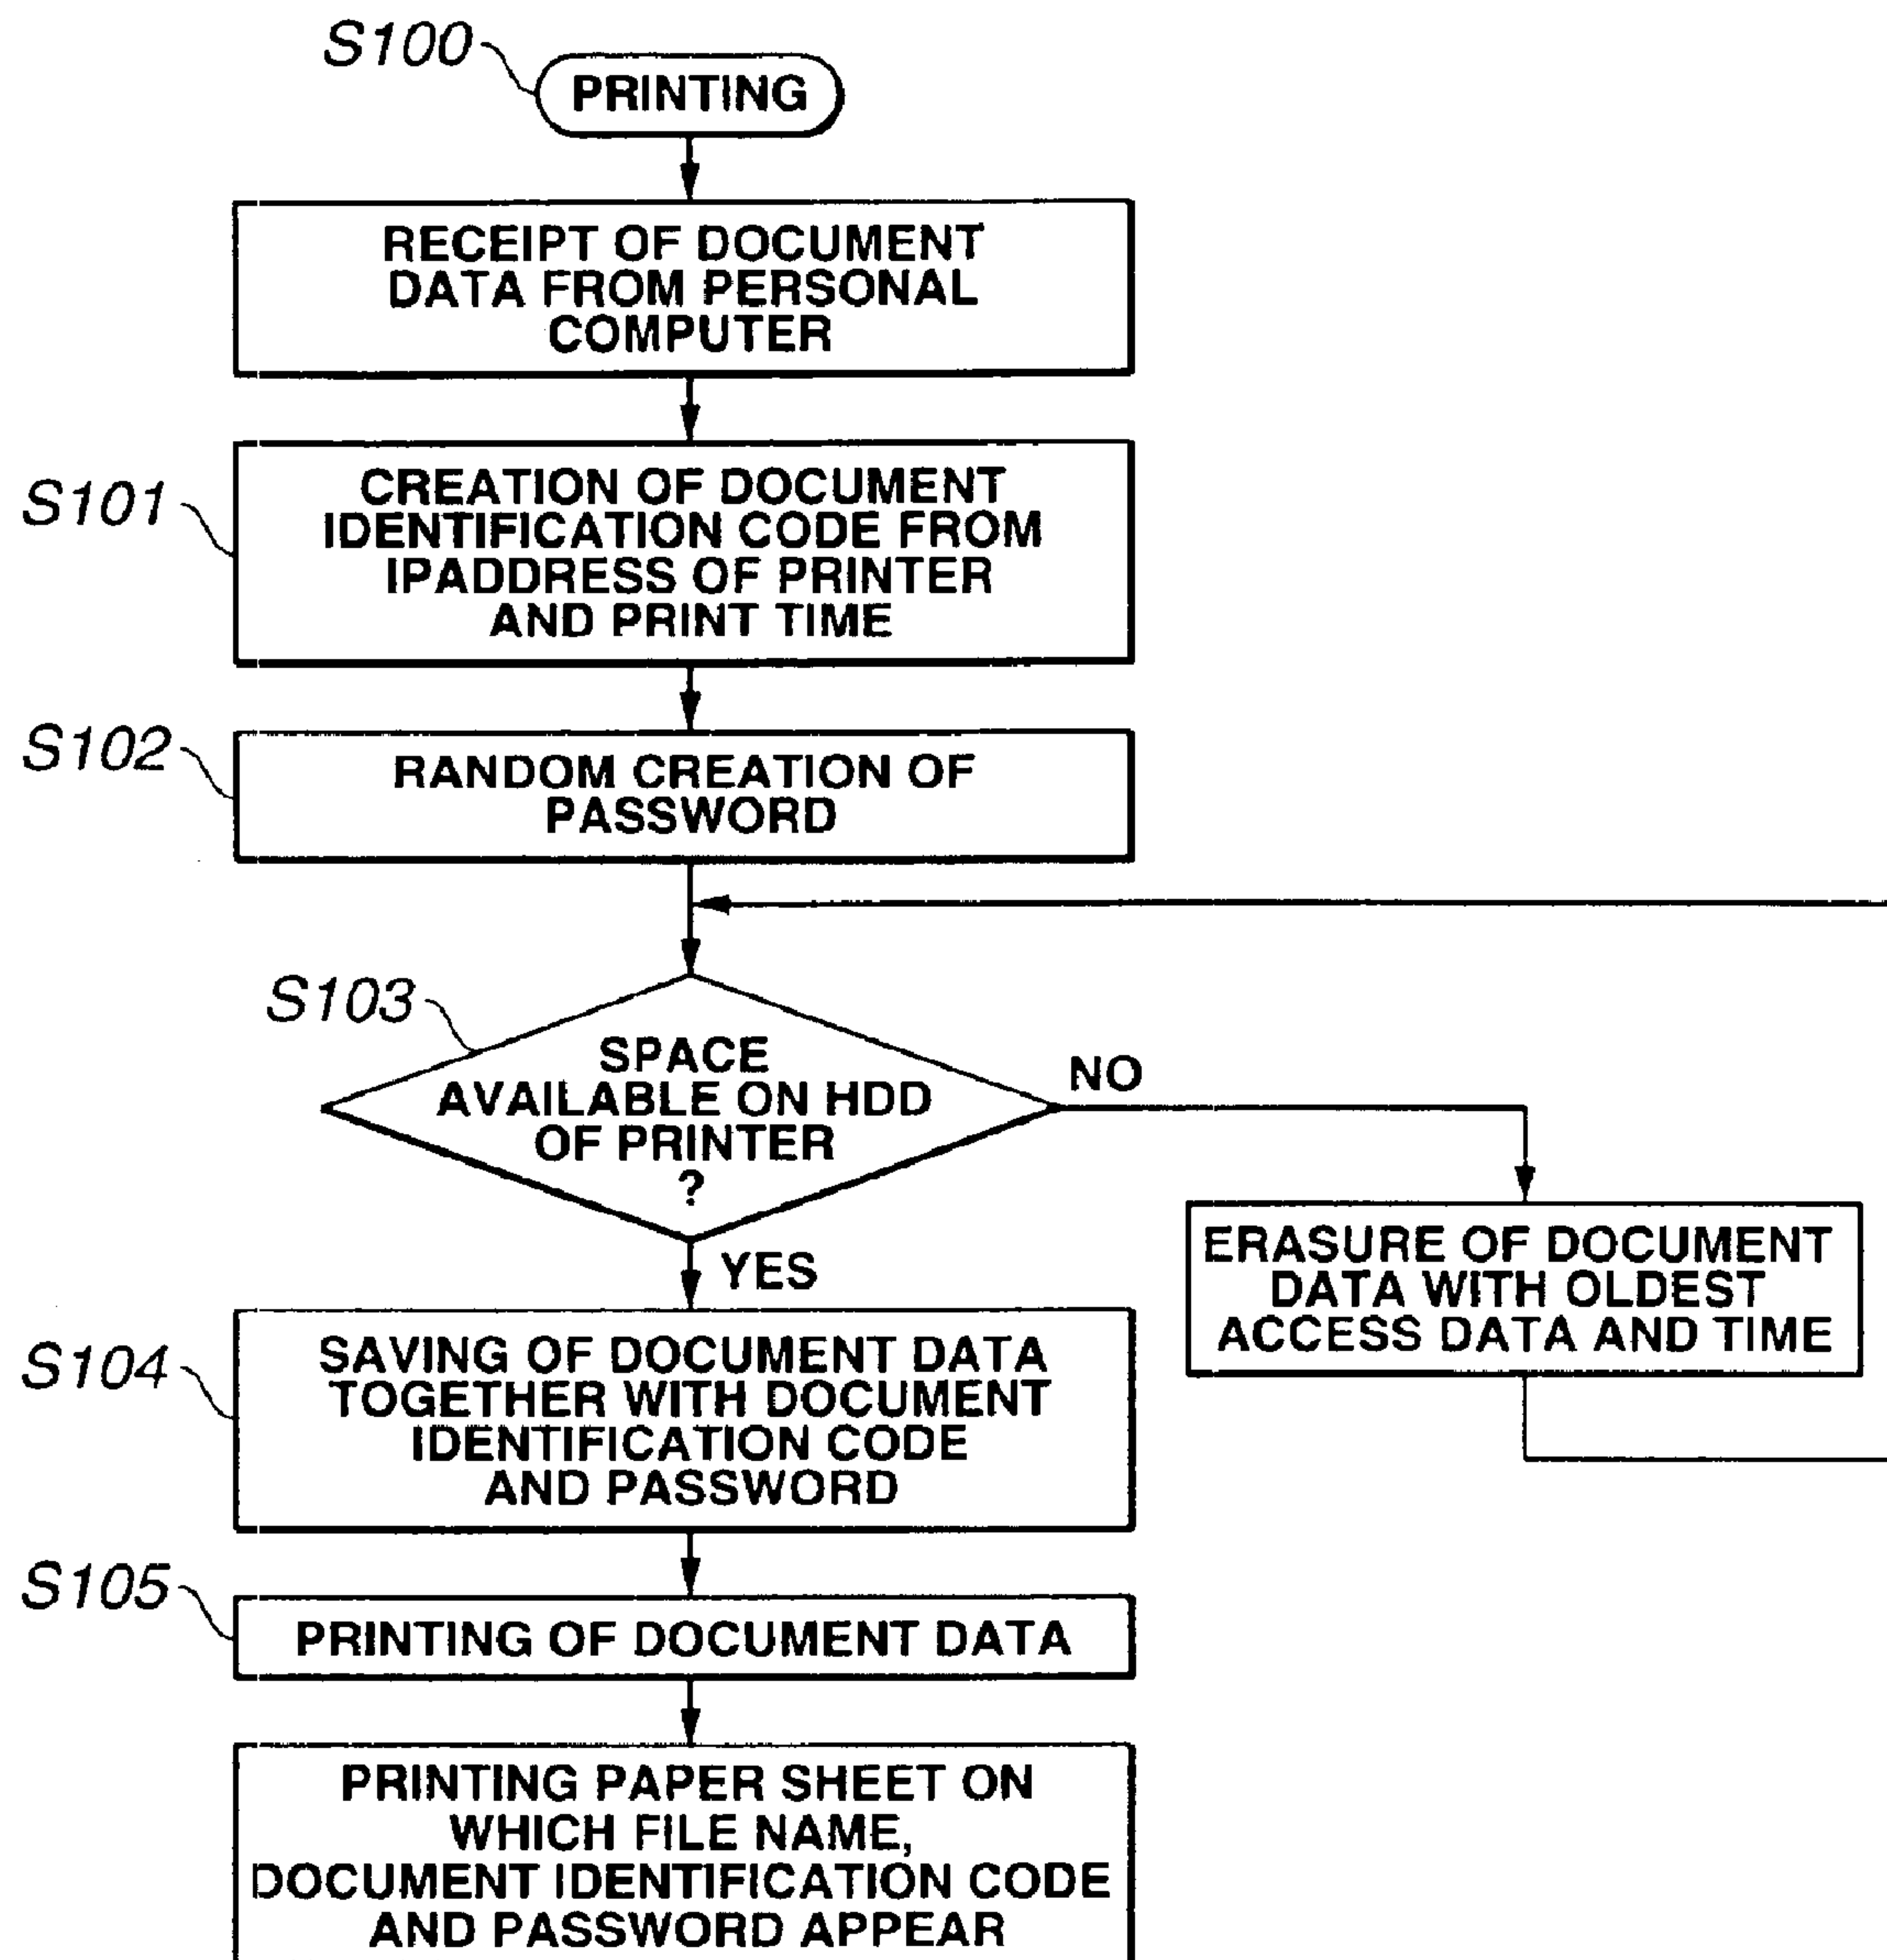 S100
PRINTING
RECEIPT OF DOCUMENT
DATA FROM PERSONAL
COMPUTER
S101
CREATION OF DOCUMENT
IDENTIFICATION CODE FROM
IPADDRESS OF PRINTER
AND PRINT TIME
S102
RANDOM CREATION OF
PASSWORD
S103
SPACE
AVAILABLE ON HDD
OF PRINTER
?
NO
YES
ERASURE OF DOCUMENT
DATA WITH OLDEST
ACCESS DATA AND TIME
S104
SAVING OF DOCUMENT DATA
TOGETHER WITH DOCUMENT
IDENTIFICATION CODE
AND PASSWORD
S105
PRINTING OF DOCUMENT DATA
PRINTING PAPER SHEET ON
WHICH FILE NAME,
DOCUMENT IDENTIFICATION CODE
AND PASSWORD APPEAR